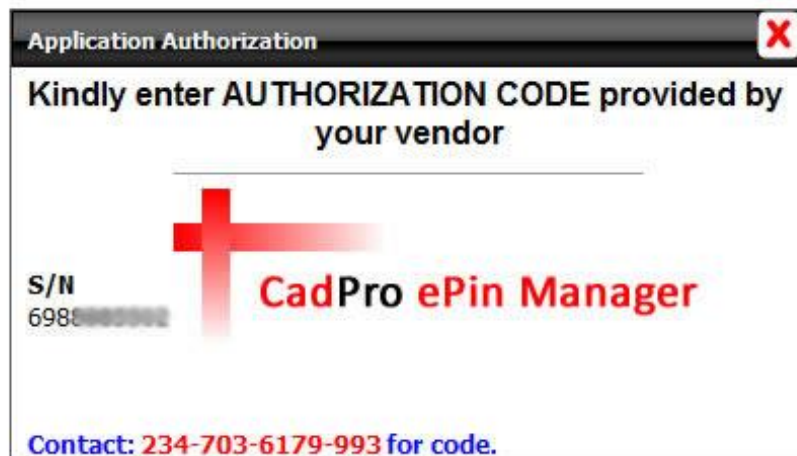 Application Authorization
Kindly enter AUTHORIZATION CODE provided by
your vendor
S/N
CadPro ePin Manager
Contact: 234-703-6179-993 for code.